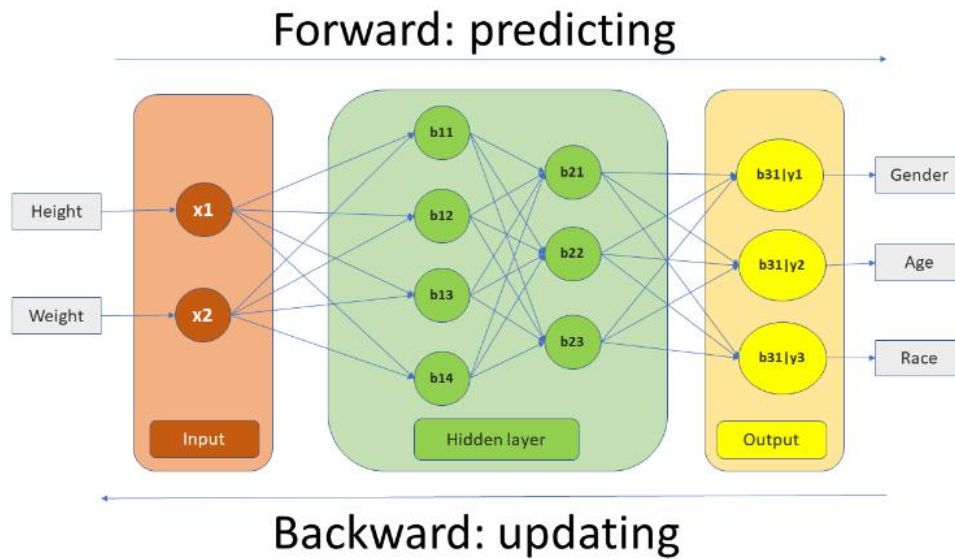 Forward: predicting
Height
Weight
x1
x2
Input
b11
b12
b13
b14
b21
b22
b23
Hidden layer
b31|y1
b31|y2
b31|y3
Output
Gender
Age
Race
Backward: updating